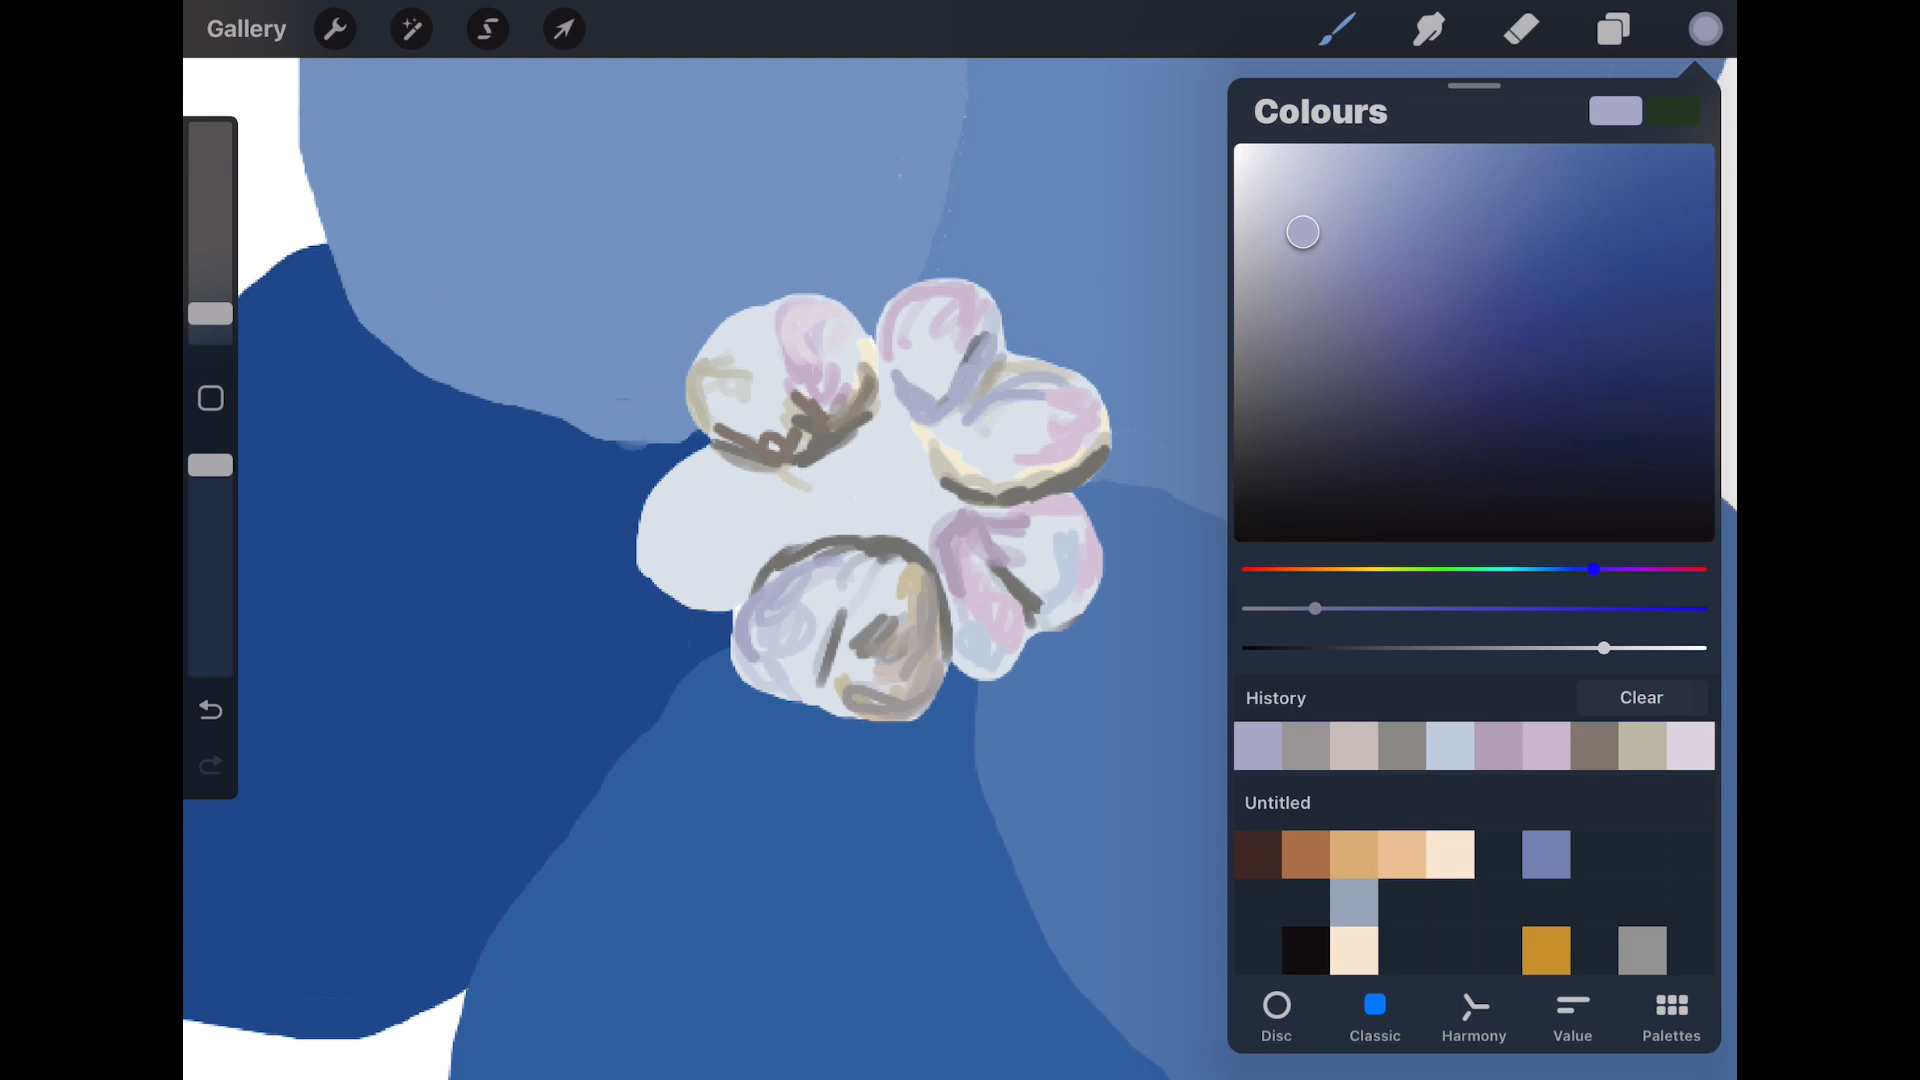 Gallery
Colours
History
Clear
Untitled
Disc
Classic
Harmony
Value
Palettes